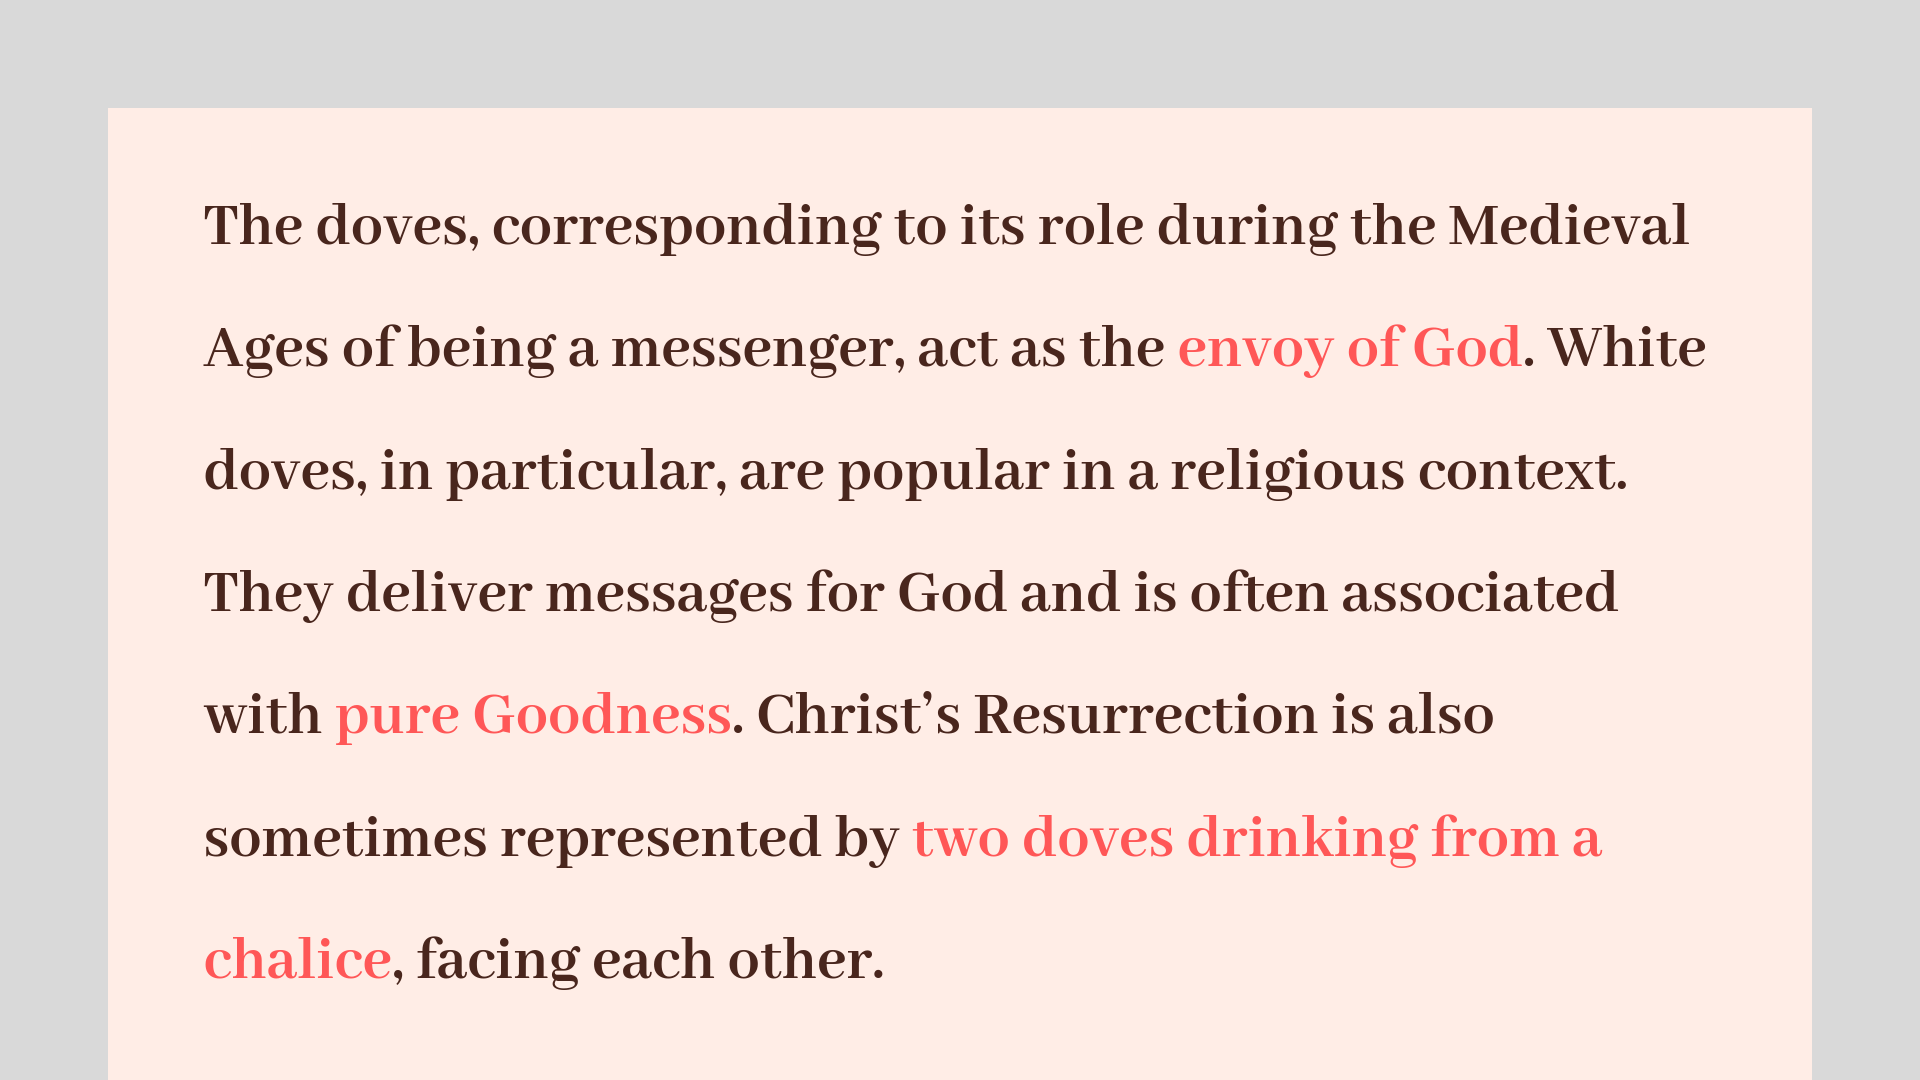 The doves, corresponding to its role during the Medieval
Ages of being a messenger, act as the envoy of God. White
doves, in particular, are popular in a religious context.
They deliver messages for God and is often associated
with pure Goodness. Christ’s Resurrection is also
sometimes represented by two doves drinking from a
chalice, facing each other.